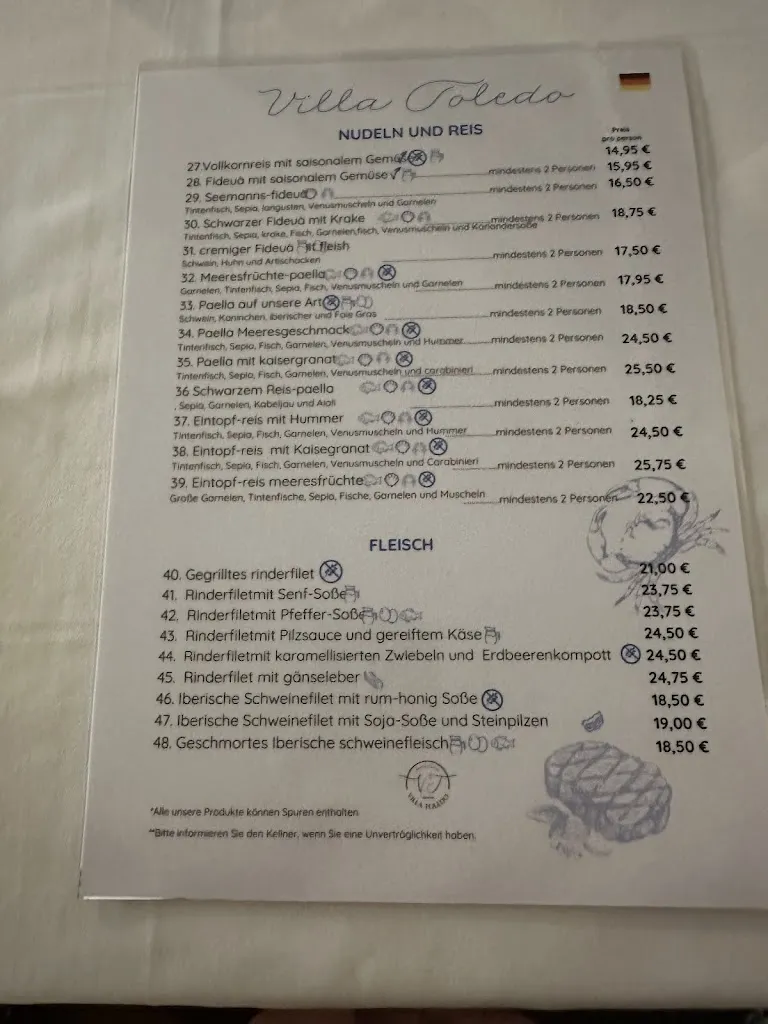 Villa Toledo
NUDELN UND REIS
Preis
pro person
27.Vollkornreis mit saisonalem Gemüse 14,95 €
28. Fideuà mit saisonalem Gemüse mindestens 2 Personen 15,95 €
29. Seemanns-fideuà mindestens 2 Personen 16,50 €
Tintenfisch, Sepia, langusten, Venusmuscheln und Garnelen
30. Schwarzer Fideuà mit Krake mindestens 2 Personen 18,75 €
Tintenfisch, Sepia, krake, Fisch, Garnelen,fisch, Venusmuscheln und Koriandersoße
31. cremiger Fideuà mit fleish
Schwein, Huhn und Artischocken mindestens 2 Personen 17,50 €
32. Meeresfrüchte-paella
Garnelen, Tintenfisch, Sepia, Fisch, Venusmuscheln und Garnelen mindestens 2 Personen 17,95 €
33. Paella auf unsere Art
Schwein, Kaninchen, iberischer und Foie Gras mindestens 2 Personen 18,50 €
34. Paella Meeresgeschmack
Tintenfisch, Sepia, Fisch, Garnelen, Venusmuscheln und Hummer mindestens 2 Personen 24,50 €
35. Paella mit kaisergranat
Tintenfisch, Sepia, Fisch, Garnelen, Venusmuscheln und carabinieri mindestens 2 Personen 25,50 €
36 Schwarzem Reis-paella
, Sepia, Garnelen, Kabeljau und Aioli mindestens 2 Personen 18,25 €
37. Eintopf-reis mit Hummer
Tintenfisch, Sepia, Fisch, Garnelen, Venusmuscheln und Hummer mindestens 2 Personen 24,50 €
38. Eintopf-reis mit Kaisegranat
Tintenfisch, Sepia, Fisch, Garnelen, Venusmuscheln und Carabinieri mindestens 2 Personen 25,75 €
39. Eintopf-reis meeresfrüchte
Große Garnelen, Tintenfische, Sepia, Fische, Garnelen und Muscheln mindestens 2 Personen 22,50 €
FLEISCH
40. Gegrilltes rinderfilet 21,00 €
41. Rinderfiletmit Senf-Soße 23,75 €
42. Rinderfiletmit Pfeffer-Soße 23,75 €
43. Rinderfiletmit Pilzsauce und gereiftem Käse 24,50 €
44. Rinderfiletmit karamellisierten Zwiebeln und Erdbeerenkompott 24,50 €
45. Rinderfilet mit gänseleber 24,75 €
46. Iberische Schweinefilet mit rum-honig Soße 18,50 €
47. Iberische Schweinefilet mit Soja-Soße und Steinpilzen 19,00 €
48. Geschmortes Iberische schweinefleisch 18,50 €
VILLA TOLEDO
*Alle unsere Produkte können Spuren enthalten
**Bitte informieren Sie den Kellner, wenn Sie eine Unverträglichkeit haben.